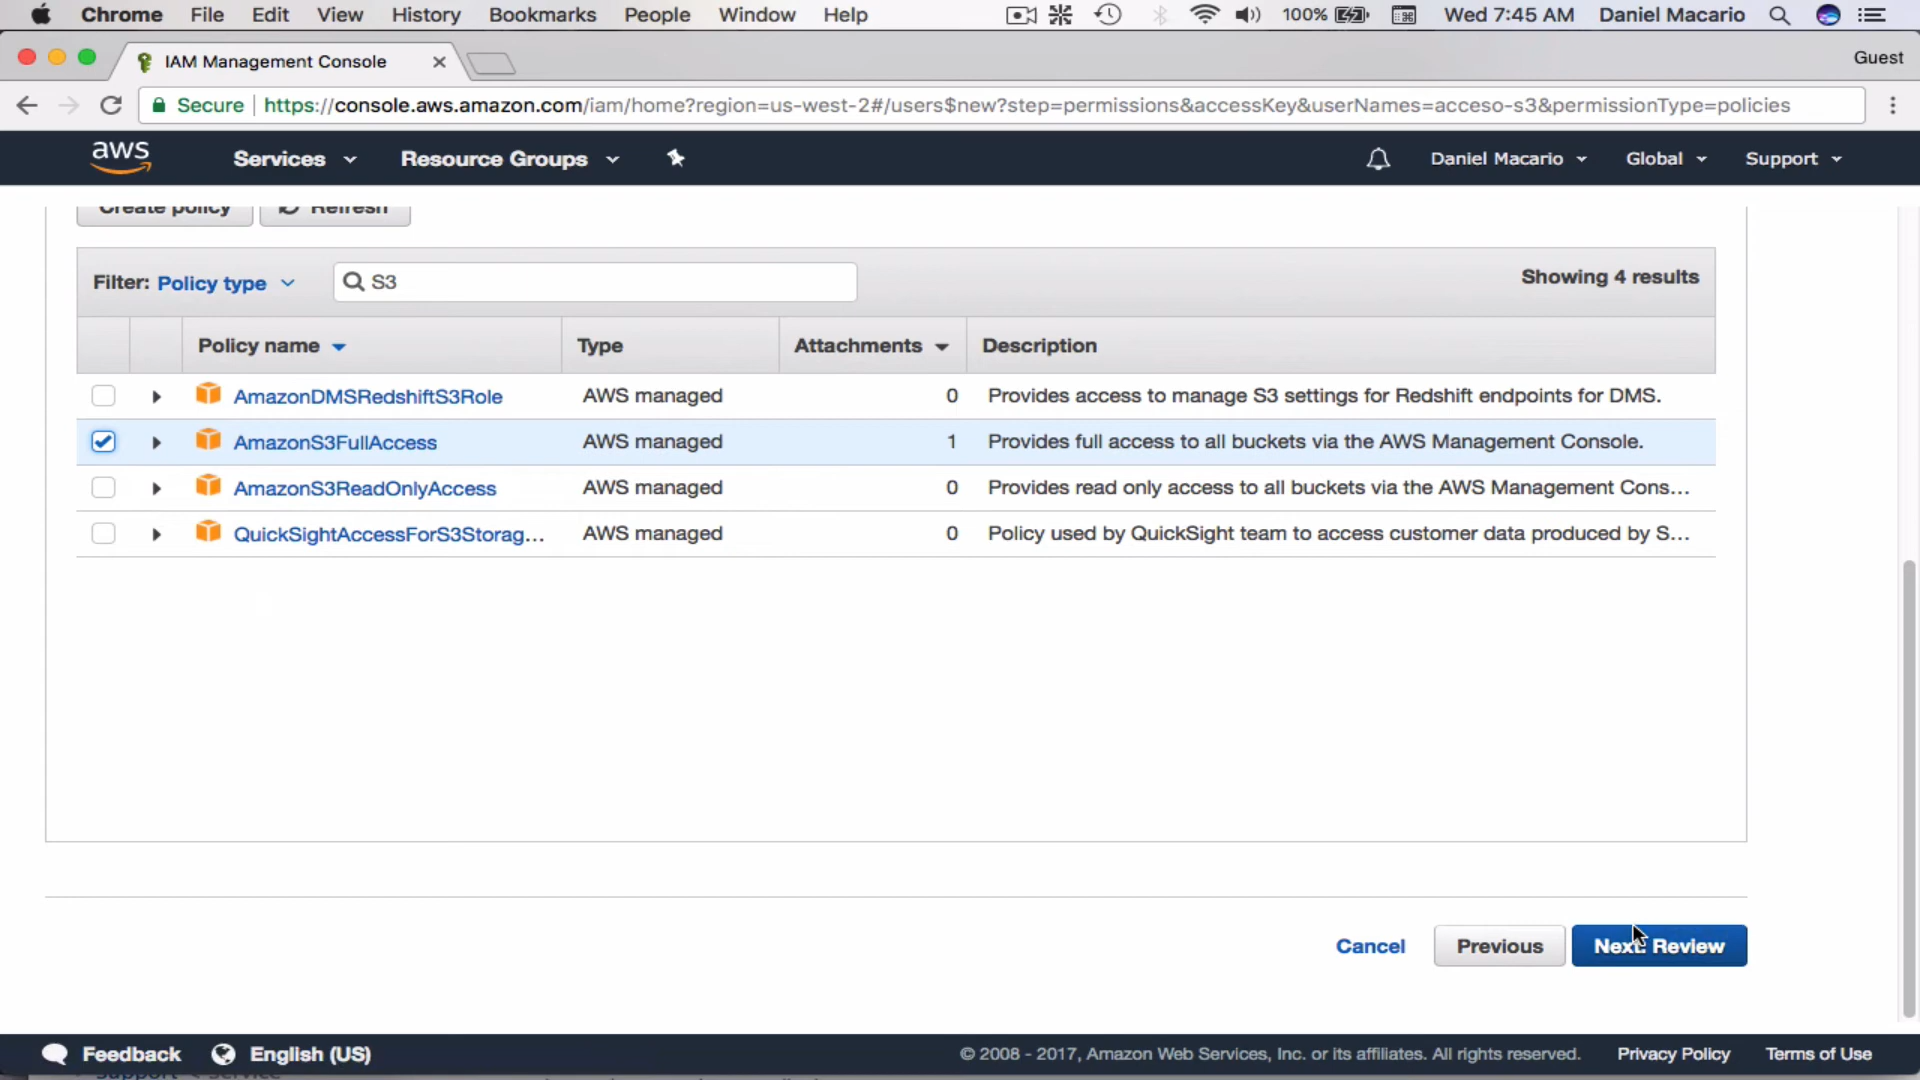 Chrome File Edit View History Bookmarks People Window Help 100% Wed 7:45 AM Daniel Macario
IAM Management Console Guest
Secure https://console.aws.amazon.com/iam/home?region=us-west-2#/users$new?step=permissions&accessKey&userNames=acceso-s3&permissionType=policies
aws Services Resource Groups Daniel Macario Global Support
Create policy Refresh
Filter: Policy type S3 Showing 4 results
Policy name Type Attachments Description
AmazonDMSRedshiftS3Role AWS managed 0 Provides access to manage S3 settings for Redshift endpoints for DMS.
AmazonS3FullAccess AWS managed 1 Provides full access to all buckets via the AWS Management Console.
AmazonS3ReadOnlyAccess AWS managed 0 Provides read only access to all buckets via the AWS Management Cons...
QuickSightAccessForS3Storag... AWS managed 0 Policy used by QuickSight team to access customer data produced by S...
Cancel Previous Next: Review
Feedback English (US) © 2008 - 2017, Amazon Web Services, Inc. or its affiliates. All rights reserved. Privacy Policy Terms of Use